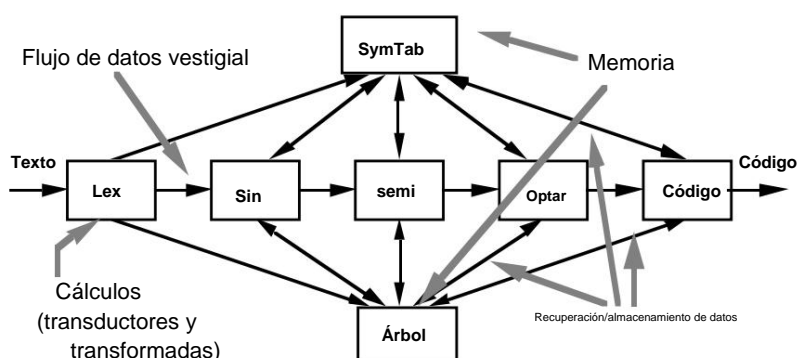 SymTab
Flujo de datos vestigial
Memoria
Texto
Código
Lex
Sin
semi
Optar
Código
Cálculos
(transductores y
transformadas)
Árbol
Recuperación/almacenamiento de datos